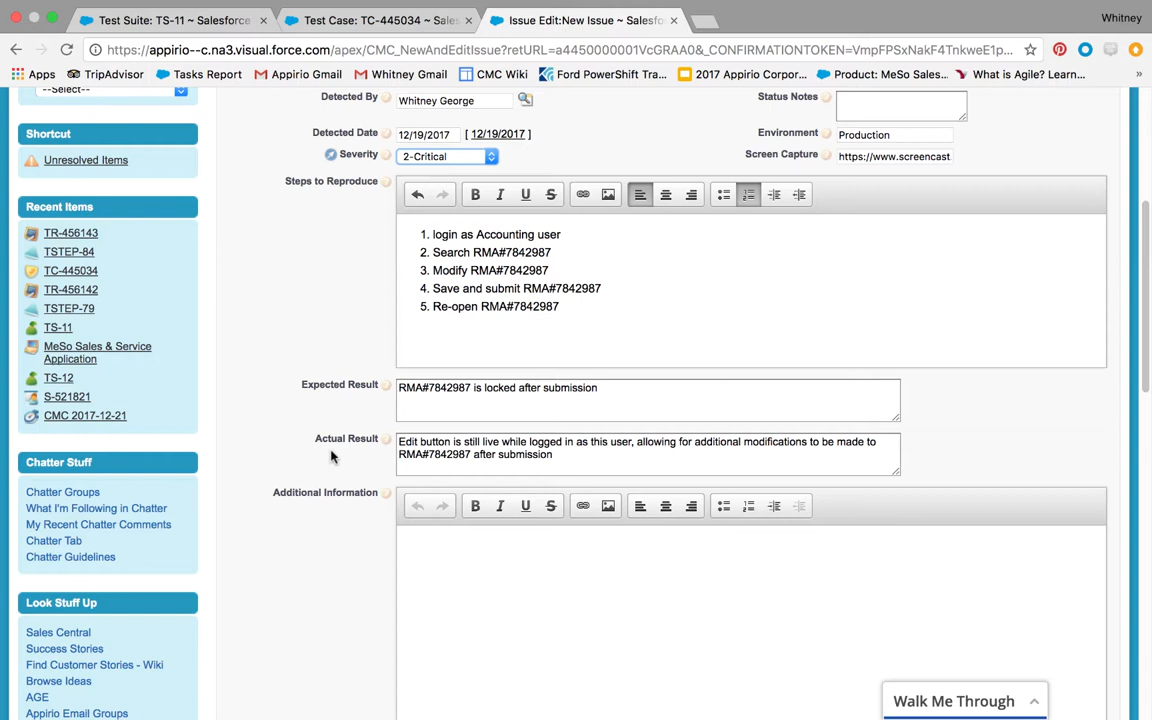 Whitney
Test Suite: TS-11 ~ Salesforce
Test Case: TC-445034 ~ Sales
Issue Edit:New Issue ~ Salesfo
https://appirio--c.na3.visual.force.com/apex/CMC_NewAndEditIssue?retURL=a4450000001VcGRAA0&_CONFIRMATIONTOKEN=VmpFPSxNakF4TnkweE1p...
Apps TripAdvisor Tasks Report Appirio Gmail Whitney Gmail CMC Wiki Ford PowerShift Tra... 2017 Appirio Corpor... Product: MeSo Sales... What is Agile? Learn... »
--Select--
Shortcut
Unresolved Items
Recent Items
TR-456143
TSTEP-84
TC-445034
TR-456142
TSTEP-79
TS-11
MeSo Sales & Service
Application
TS-12
S-521821
CMC 2017-12-21
Chatter Stuff
Chatter Groups
What I'm Following in Chatter
My Recent Chatter Comments
Chatter Tab
Chatter Guidelines
Look Stuff Up
Sales Central
Success Stories
Find Customer Stories - Wiki
Browse Ideas
AGE
Appirio Email Groups
Detected By Whitney George
Status Notes
Detected Date 12/19/2017 [ 12/19/2017 ]
Environment Production
Severity 2-Critical
Screen Capture https://www.screencast
Steps to Reproduce
B I U S
1. login as Accounting user
2. Search RMA#7842987
3. Modify RMA#7842987
4. Save and submit RMA#7842987
5. Re-open RMA#7842987
Expected Result RMA#7842987 is locked after submission
Actual Result Edit button is still live while logged in as this user, allowing for additional modifications to be made to
RMA#7842987 after submission
Additional Information
B I U S
Walk Me Through